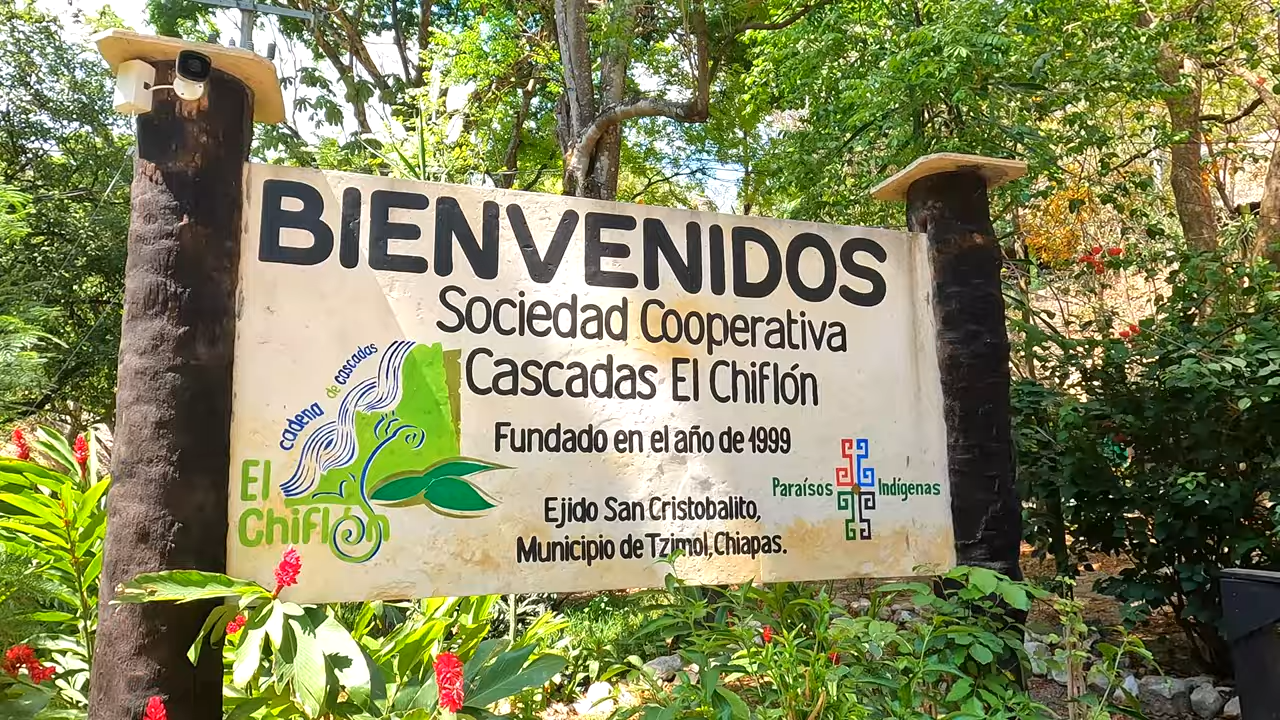 BIENVENIDOS
Sociedad Cooperativa
Cascadas El Chiflón
Fundado en el año de 1999
Ejido San Cristobalito,
Municipio de Tzimol, Chiapas.
cadena de cascadas
El
Chiflón
Paraísos Indígenas